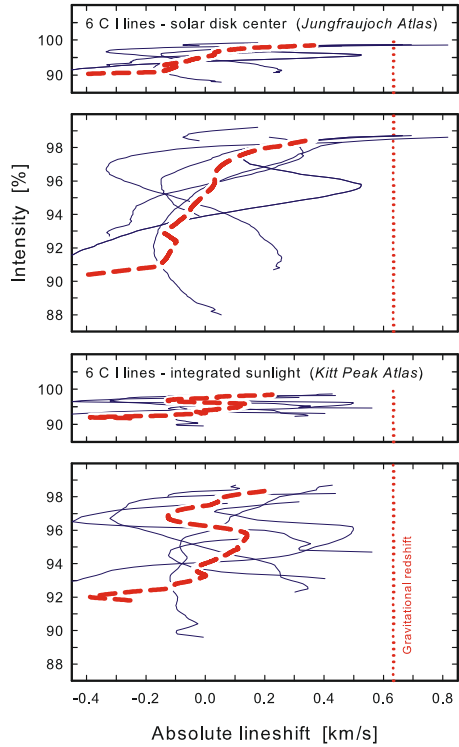 6 C I lines - solar disk center (Jungfraujoch Atlas)
100
90
98
96
94
92
90
88
Intensity [%]
6 C I lines - integrated sunlight (Kitt Peak Atlas)
100
90
98
96
94
92
90
88
Gravitational redshift
-0.4 -0.2 0.0 0.2 0.4 0.6 0.8
Absolute lineshift [km/s]